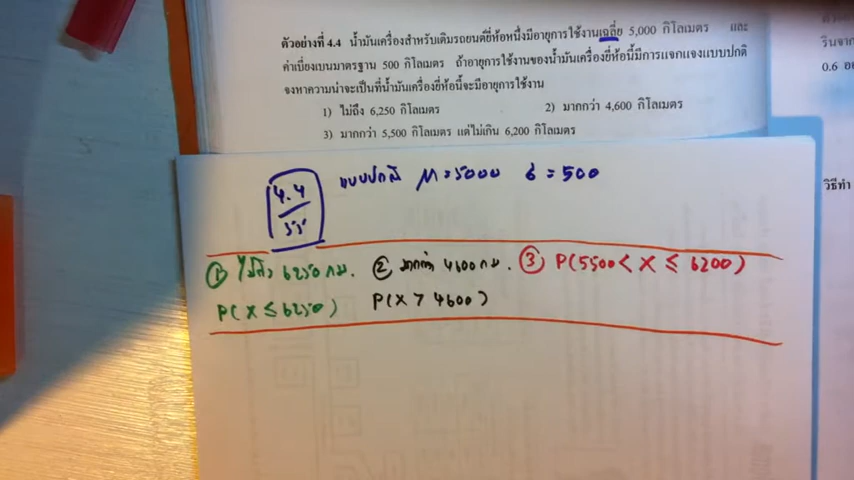 ตัวอย่างที่ 4.4 น้ำมันเครื่องสำหรับเติมรถยนต์ยี่ห้อหนึ่งมีอายุการใช้งานเฉลี่ย 5,000 กิโลเมตร และ
ค่าเบี่ยงเบนมาตรฐาน 500 กิโลเมตร ถ้าอายุการใช้งานของน้ำมันเครื่องยี่ห้อนี้มีการแจกแจงแบบปกติ
จงหาความน่าจะเป็นที่น้ำมันเครื่องยี่ห้อนี้จะมีอายุการใช้งาน
1) ไม่ถึง 6,250 กิโลเมตร 2) มากกว่า 4,600 กิโลเมตร
3) มากกว่า 5,500 กิโลเมตร แต่ไม่เกิน 6,200 กิโลเมตร
รินจาก
0.6 ออ
วิธีทำ
4.4
55
แบบปกติ μ=5000 σ=500
① ไม่ถึง 6250 กม. ② มากกว่า 4600 กม. ③ P(5500 < X ≤ 6200)
P(X ≤ 6250) P(X > 4600)